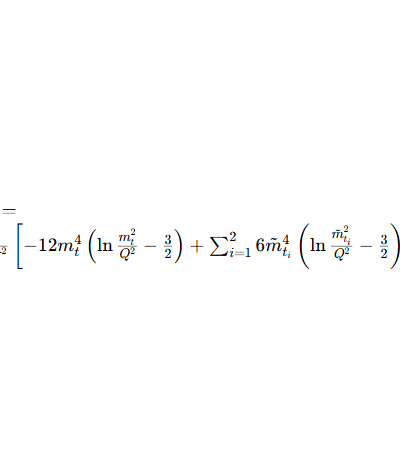 =
2 [−12m_t^4 (ln m_t^2/Q^2 − 3/2) + ∑_{i=1}^{2} 6m̃_{t_i}^4 (ln m̃_{t_i}^2/Q^2 − 3/2)